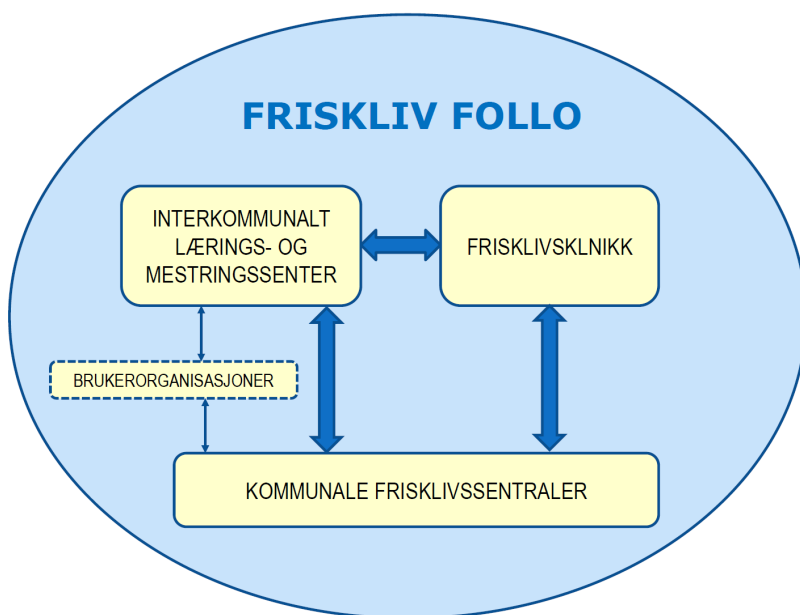 FRISKLIV FOLLO
INTERKOMMUNALT
LÆRINGS- OG
MESTRINGSSENTER
FRISKLIVSKLNIKK
BRUKERORGANISASJONER
KOMMUNALE FRISKLIVSSENTRALER